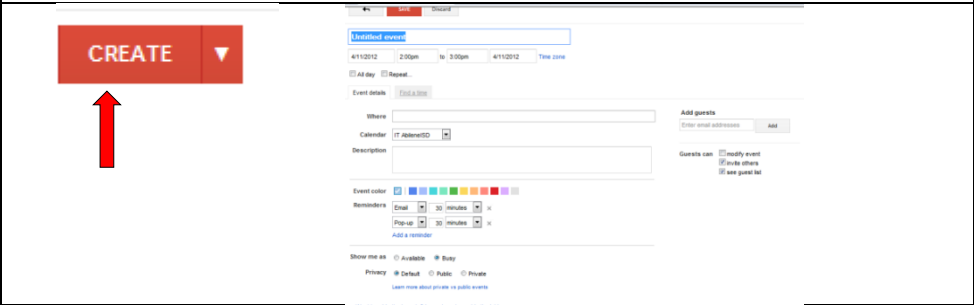 CREATE
SAVE Discard
Untitled event
4/11/2012 2:00pm to 3:00pm 4/11/2012 Time zone
All day Repeat...
Event details Find a time
Where
Calendar IT AbileneISD
Description
Event color
Reminders Email 30 minutes x
Pop-up 30 minutes x
Add a reminder
Show me as Available Busy
Privacy Default Public Private
Learn more about private vs public events
Add guests
Enter email addresses Add
Guests can modify event
invite others
see guest list